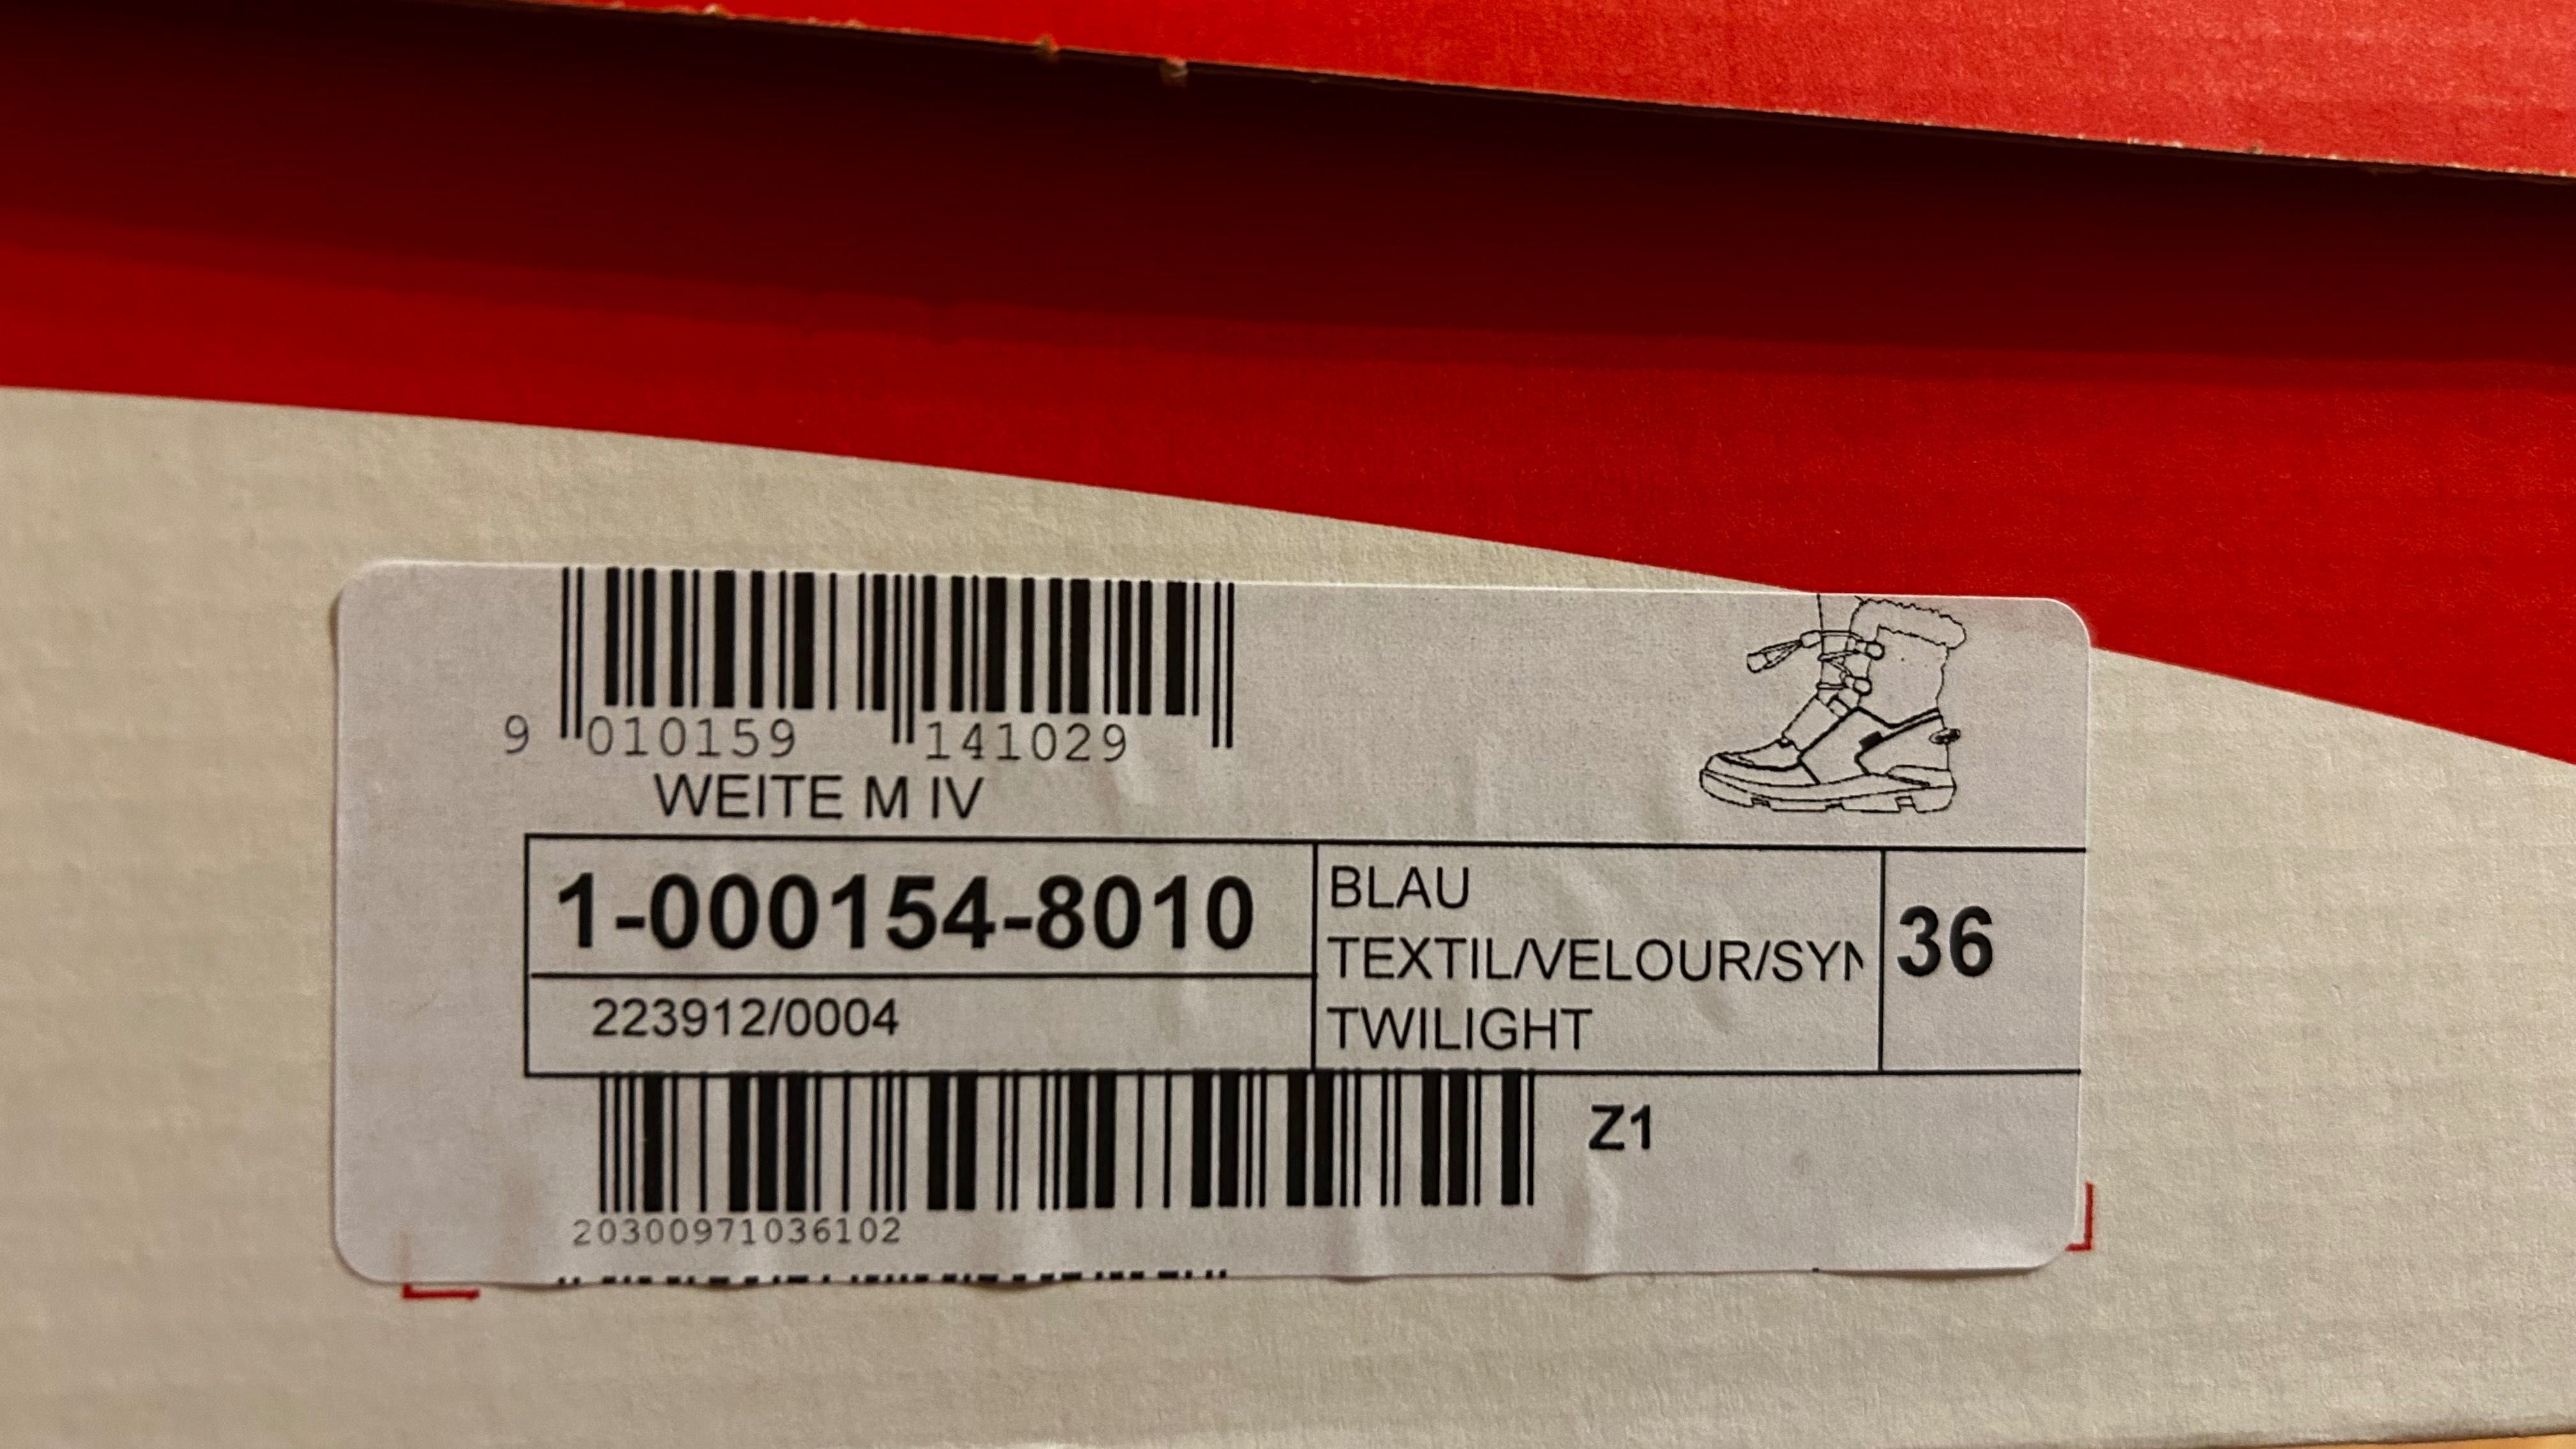 9 010159 141029
WEITE M IV
1-000154-8010
BLAU
TEXTIL/VELOUR/SYN
TWILIGHT
36
223912/0004
Z1
20300971036102